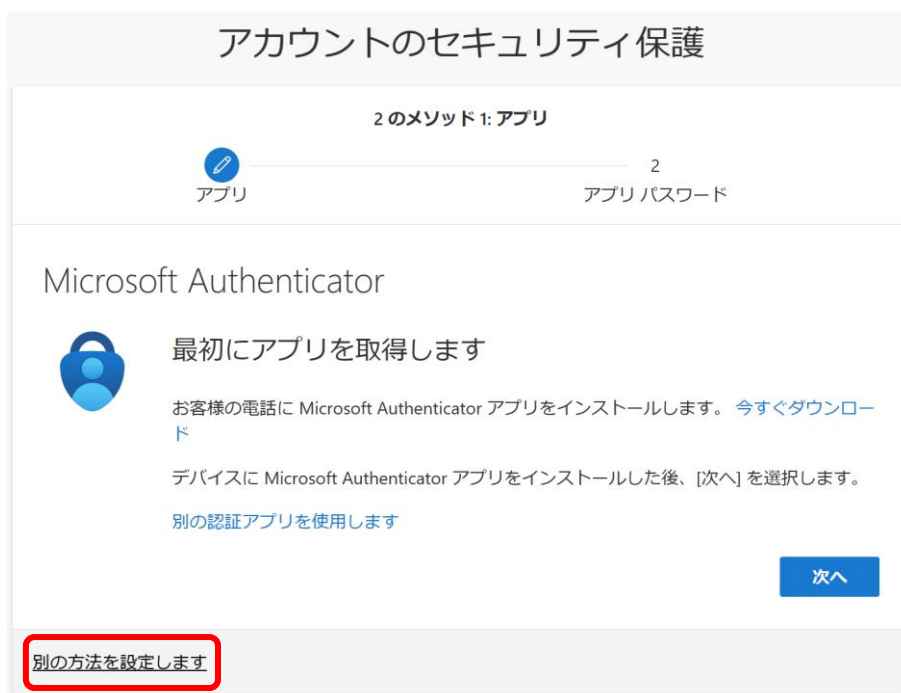 アカウントのセキュリティ保護
2 のメソッド 1: アプリ
2
アプリ
アプリ パスワード
Microsoft Authenticator
最初にアプリを取得します
お客様の電話に Microsoft Authenticator アプリをインストールします。 今すぐダウンロー
ド
デバイスに Microsoft Authenticator アプリをインストールした後、[次へ] を選択します。
別の認証アプリを使用します
次へ
別の方法を設定します